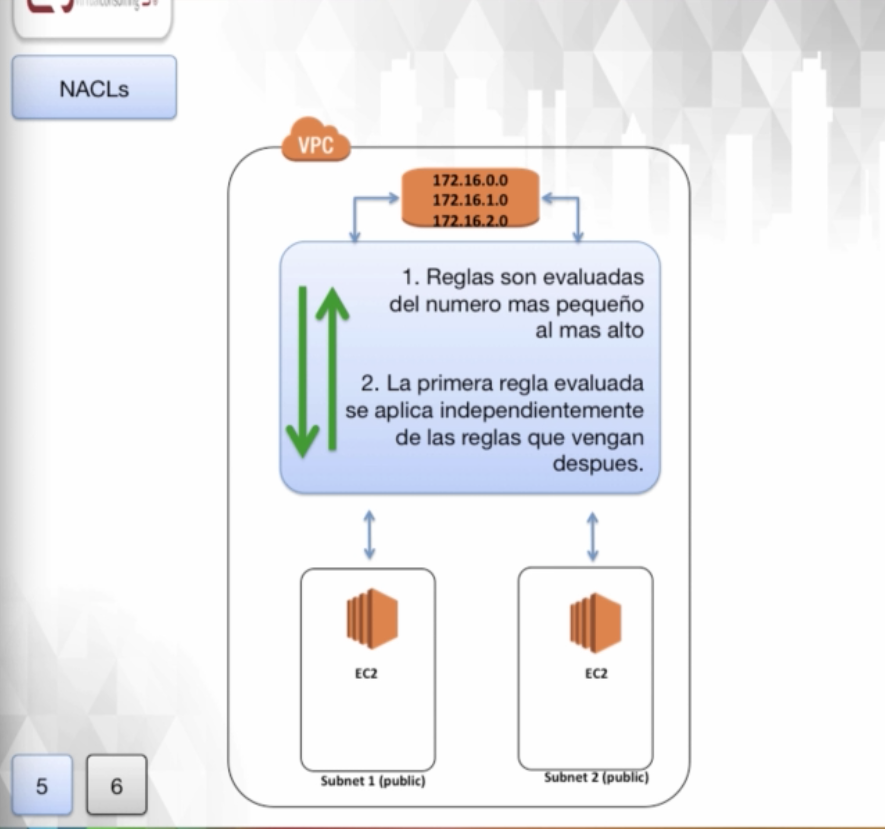 NACLs
VPC
172.16.0.0
172.16.1.0
172.16.2.0
1. Reglas son evaluadas
del numero mas pequeño
al mas alto
2. La primera regla evaluada
se aplica independientemente
de las reglas que vengan
despues.
EC2
EC2
Subnet 1 (public)
Subnet 2 (public)
5
6